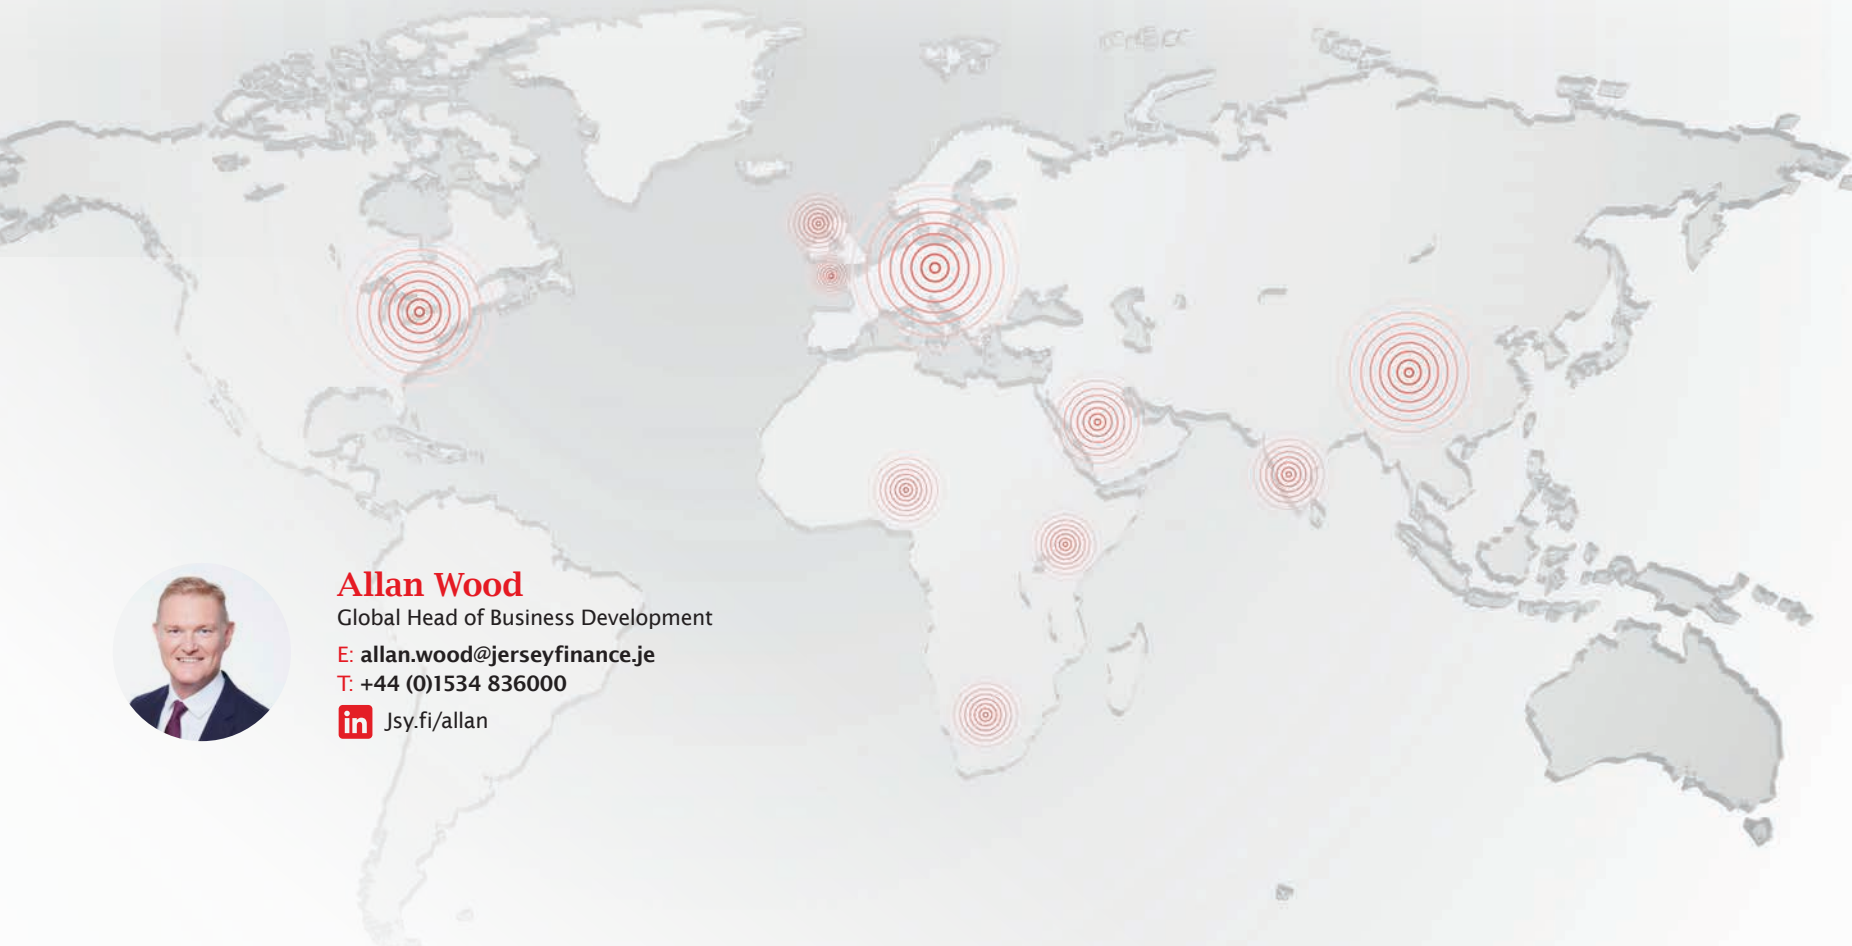 Allan Wood
Global Head of Business Development
E: allan.wood@jerseyfinance.je
T: +44 (0)1534 836000
in Jsy.fi/allan